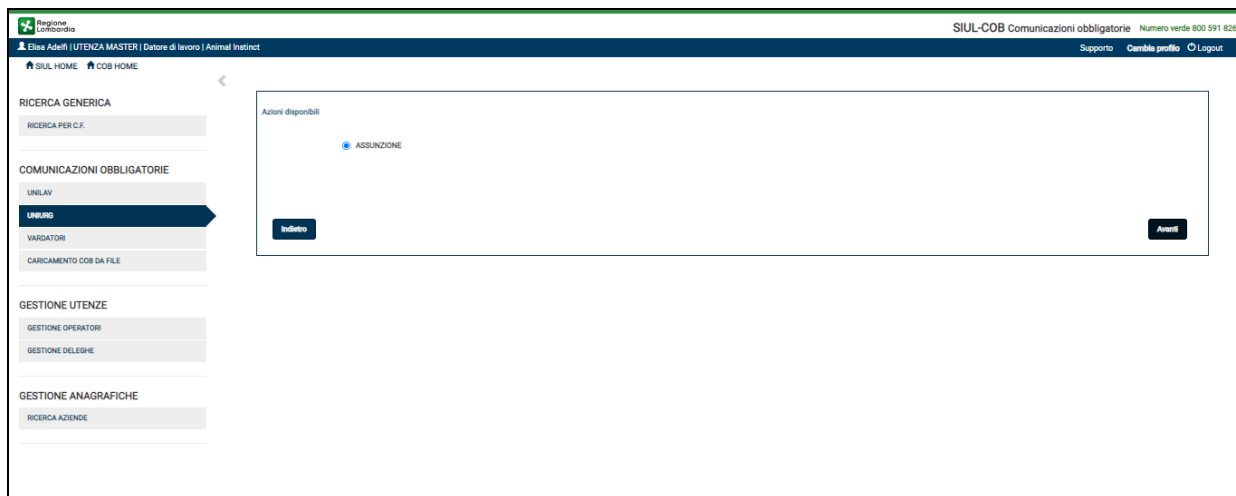 Regione
Lombardia
SIUL-COB Comunicazioni obbligatorie Numero verde 800 591 826
Elisa Adelfi | UTENZA MASTER | Datore di lavoro | Animal Instinct
Supporto Cambia profilo Logout
SIUL HOME COB HOME
RICERCA GENERICA
RICERCA PER C.F.
COMUNICAZIONI OBBLIGATORIE
UNILAV
UNIURG
VARDATORI
CARICAMENTO COB DA FILE
GESTIONE UTENZE
GESTIONE OPERATORI
GESTIONE DELEGHE
GESTIONE ANAGRAFICHE
RICERCA AZIENDE
Azioni disponibili
ASSUNZIONE
Indietro
Avanti